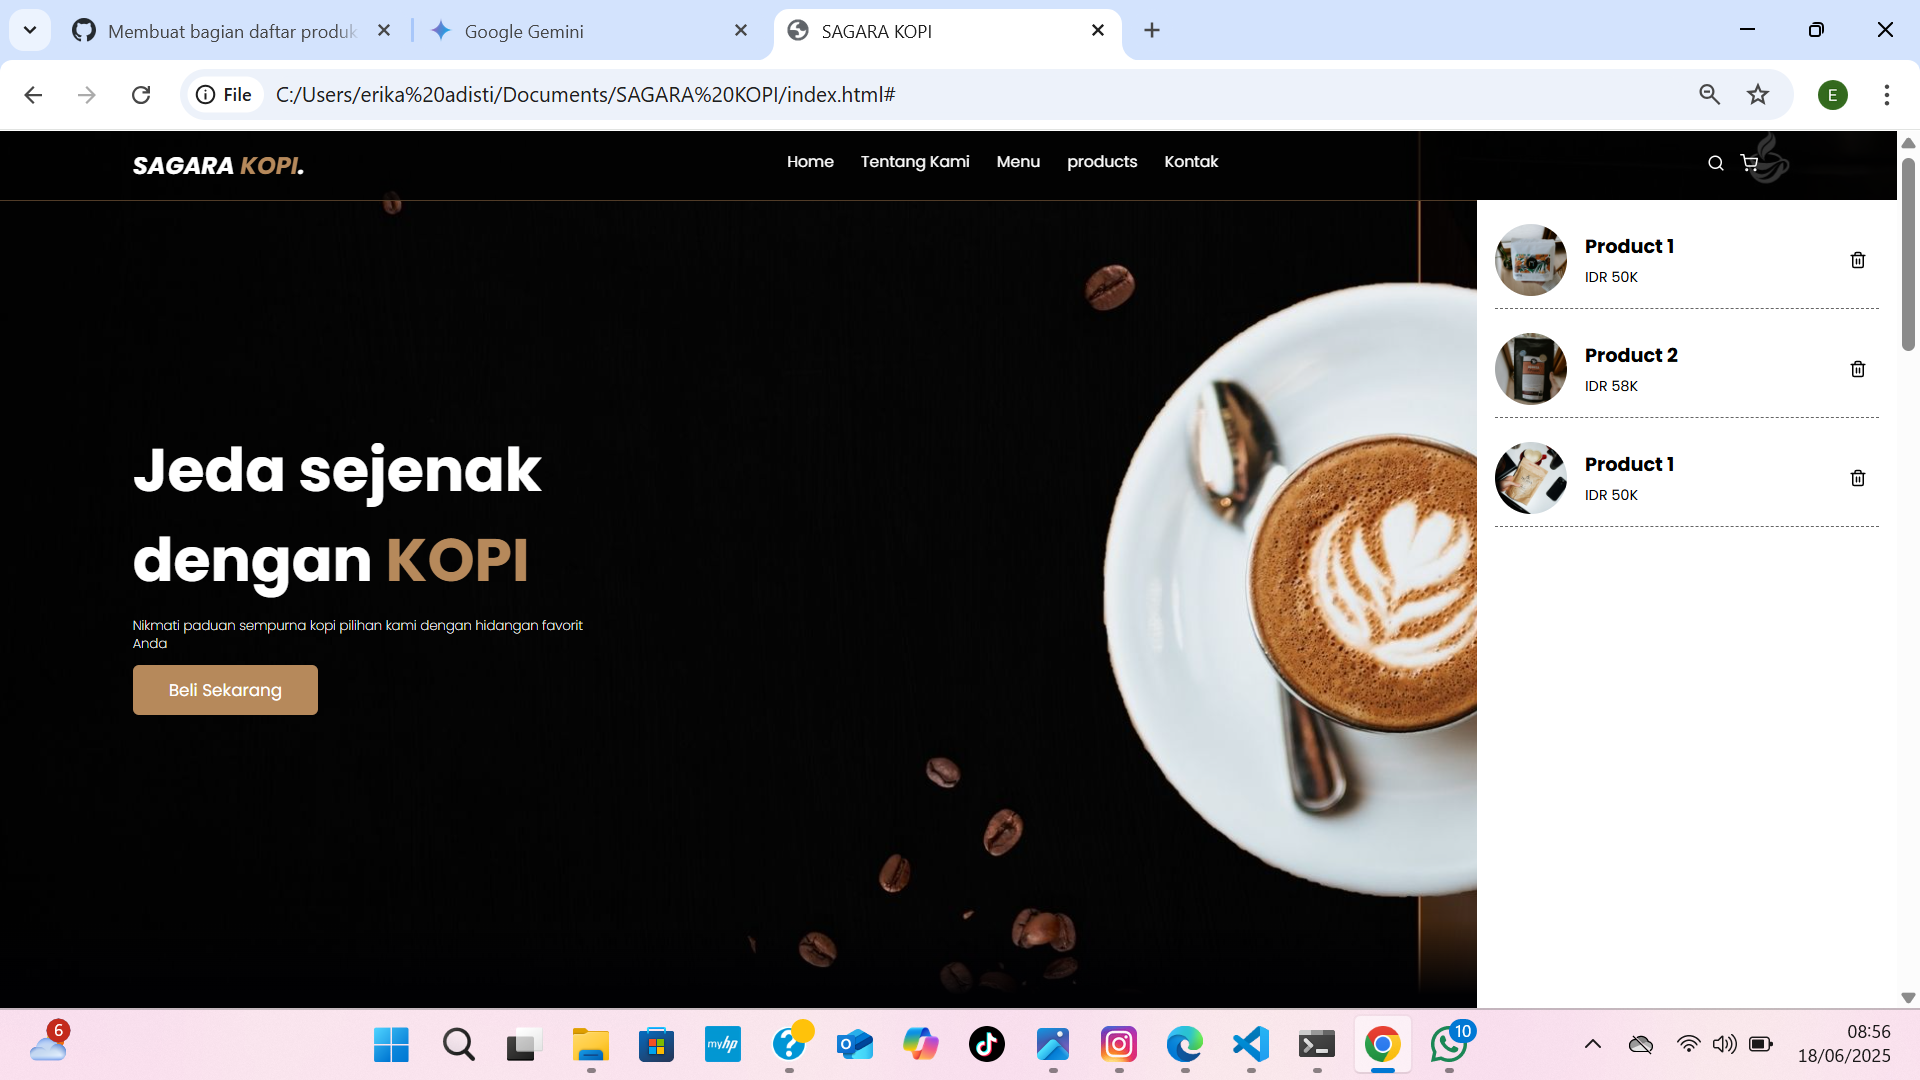 Membuat bagian daftar produk
Google Gemini
SAGARA KOPI
File
C:/Users/erika%20adisti/Documents/SAGARA%20KOPI/index.html#
E
SAGARA KOPI.
Home
Tentang Kami
Menu
products
Kontak
Product 1
IDR 50K
Product 2
IDR 58K
Product 1
IDR 50K
Jeda sejenak
dengan KOPI
Nikmati paduan sempurna kopi pilihan kami dengan hidangan favorit
Anda
Beli Sekarang
6
myhp
10
08:56
18/06/2025